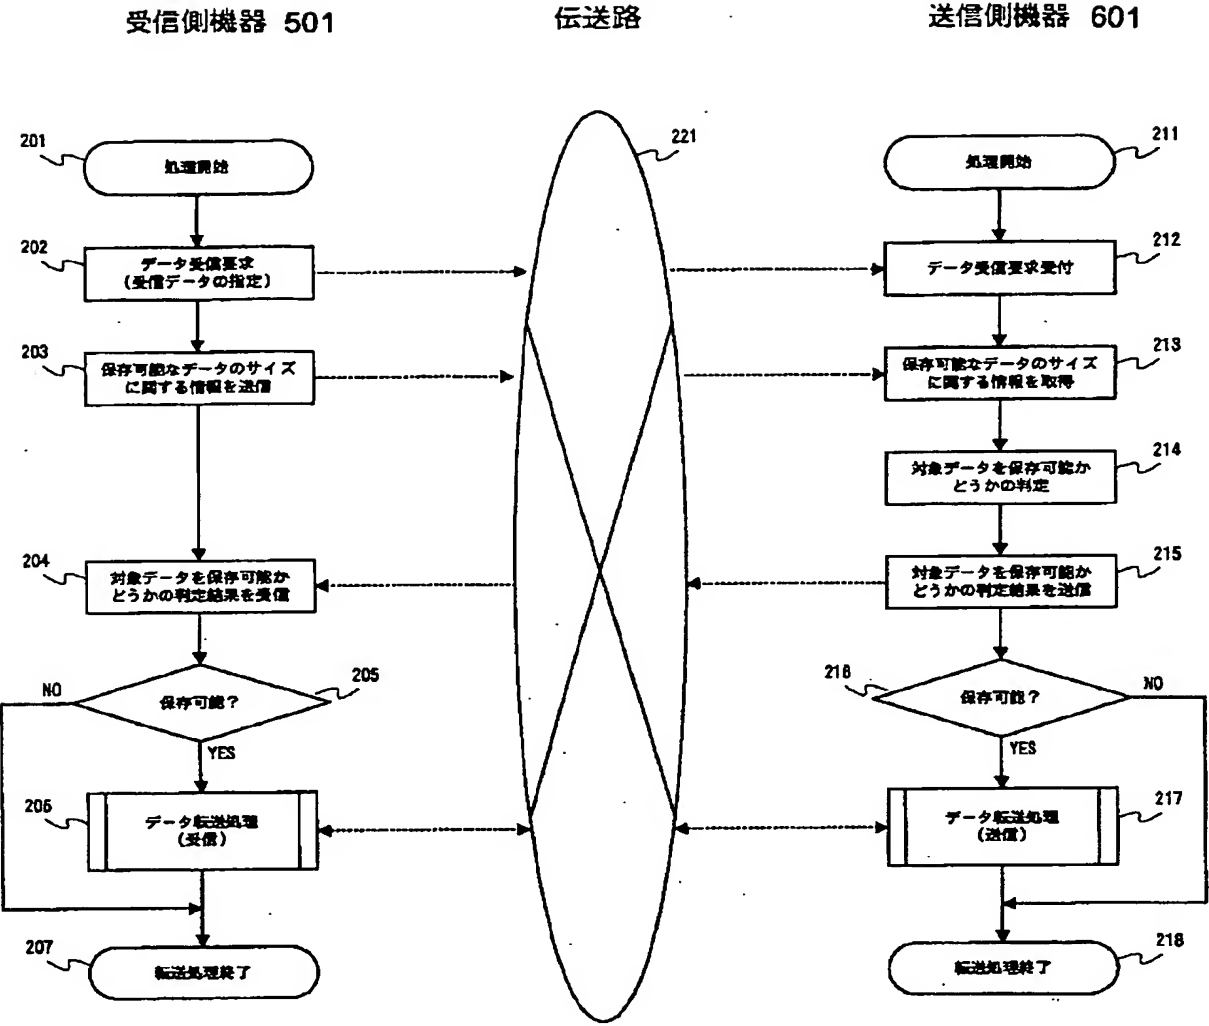 受信側機器 501
伝送路
送信側機器 601
201
処理開始
202
データ受信要求
(受信データの指定)
203
保存可能なデータのサイズ
に関する情報を送信
204
対象データを保存可能か
どうかの判定結果を受信
205
保存可能?
NO
YES
206
データ転送処理
(受信)
207
転送処理終了
221
211
処理開始
212
データ受信要求受付
213
保存可能なデータのサイズ
に関する情報を取得
214
対象データを保存可能か
どうかの判定
215
対象データを保存可能か
どうかの判定結果を送信
216
保存可能?
NO
YES
217
データ転送処理
(送信)
218
転送処理終了